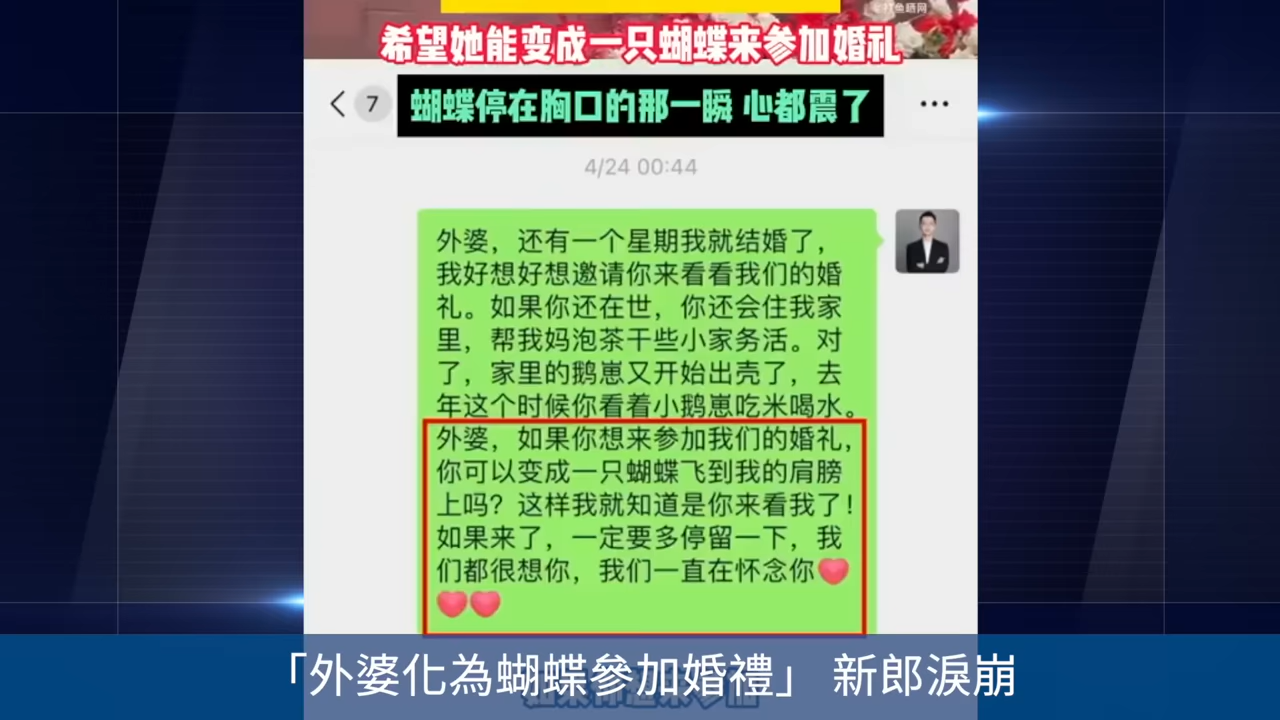 希望她能变成一只蝴蝶来参加婚礼
7
蝴蝶停在胸口的那一瞬 心都震了
4/24 00:44
外婆，还有一个星期我就结婚了，
我好想好想邀请你来看看我们的婚
礼。如果你还在世，你还会住我家
里，帮我妈泡茶干些小家务活。对
了，家里的鹅崽又开始出壳了，去
年这个时候你看着小鹅崽吃米喝水。
外婆，如果你想来参加我们的婚礼，
你可以变成一只蝴蝶飞到我的肩膀
上吗？这样我就知道是你来看我了！
如果来了，一定要多停留一下，我
们都很想你，我们一直在怀念你❤️
❤️❤️
「外婆化為蝴蝶參加婚禮」 新郎淚崩